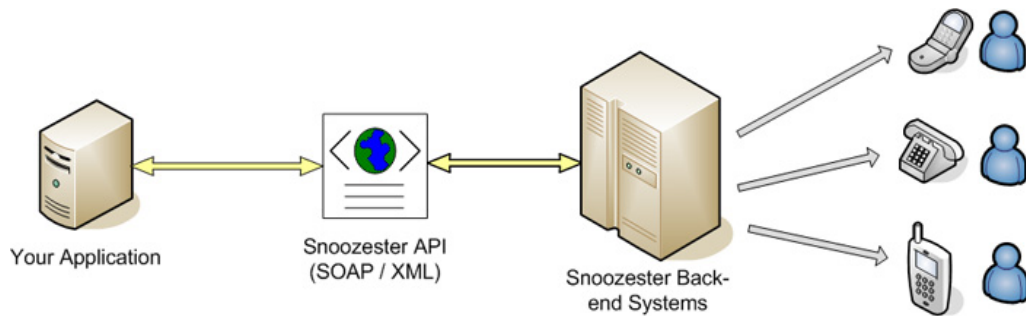 Your Application
Snoozester API
(SOAP / XML)
Snoozester Back-
end Systems